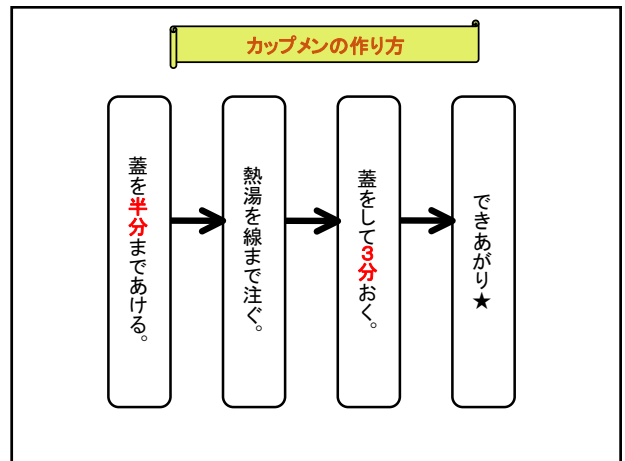 カップメンの作り方
蓋を半分まであける。
熱湯を線まで注ぐ。
蓋をして３分おく。
できあがり★